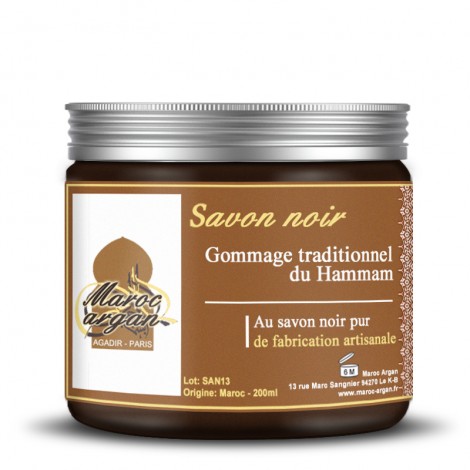 Savon noir
Gommage traditionnel
du Hammam
Maroc
argan
AGADIR - PARIS
Au savon noir pur
de fabrication artisanale
Lot: SAN13
Origine: Maroc - 200ml
6 M
Maroc Argan
13 rue Marc Sangnier 94270 Le K-B
www.maroc-argan.fr